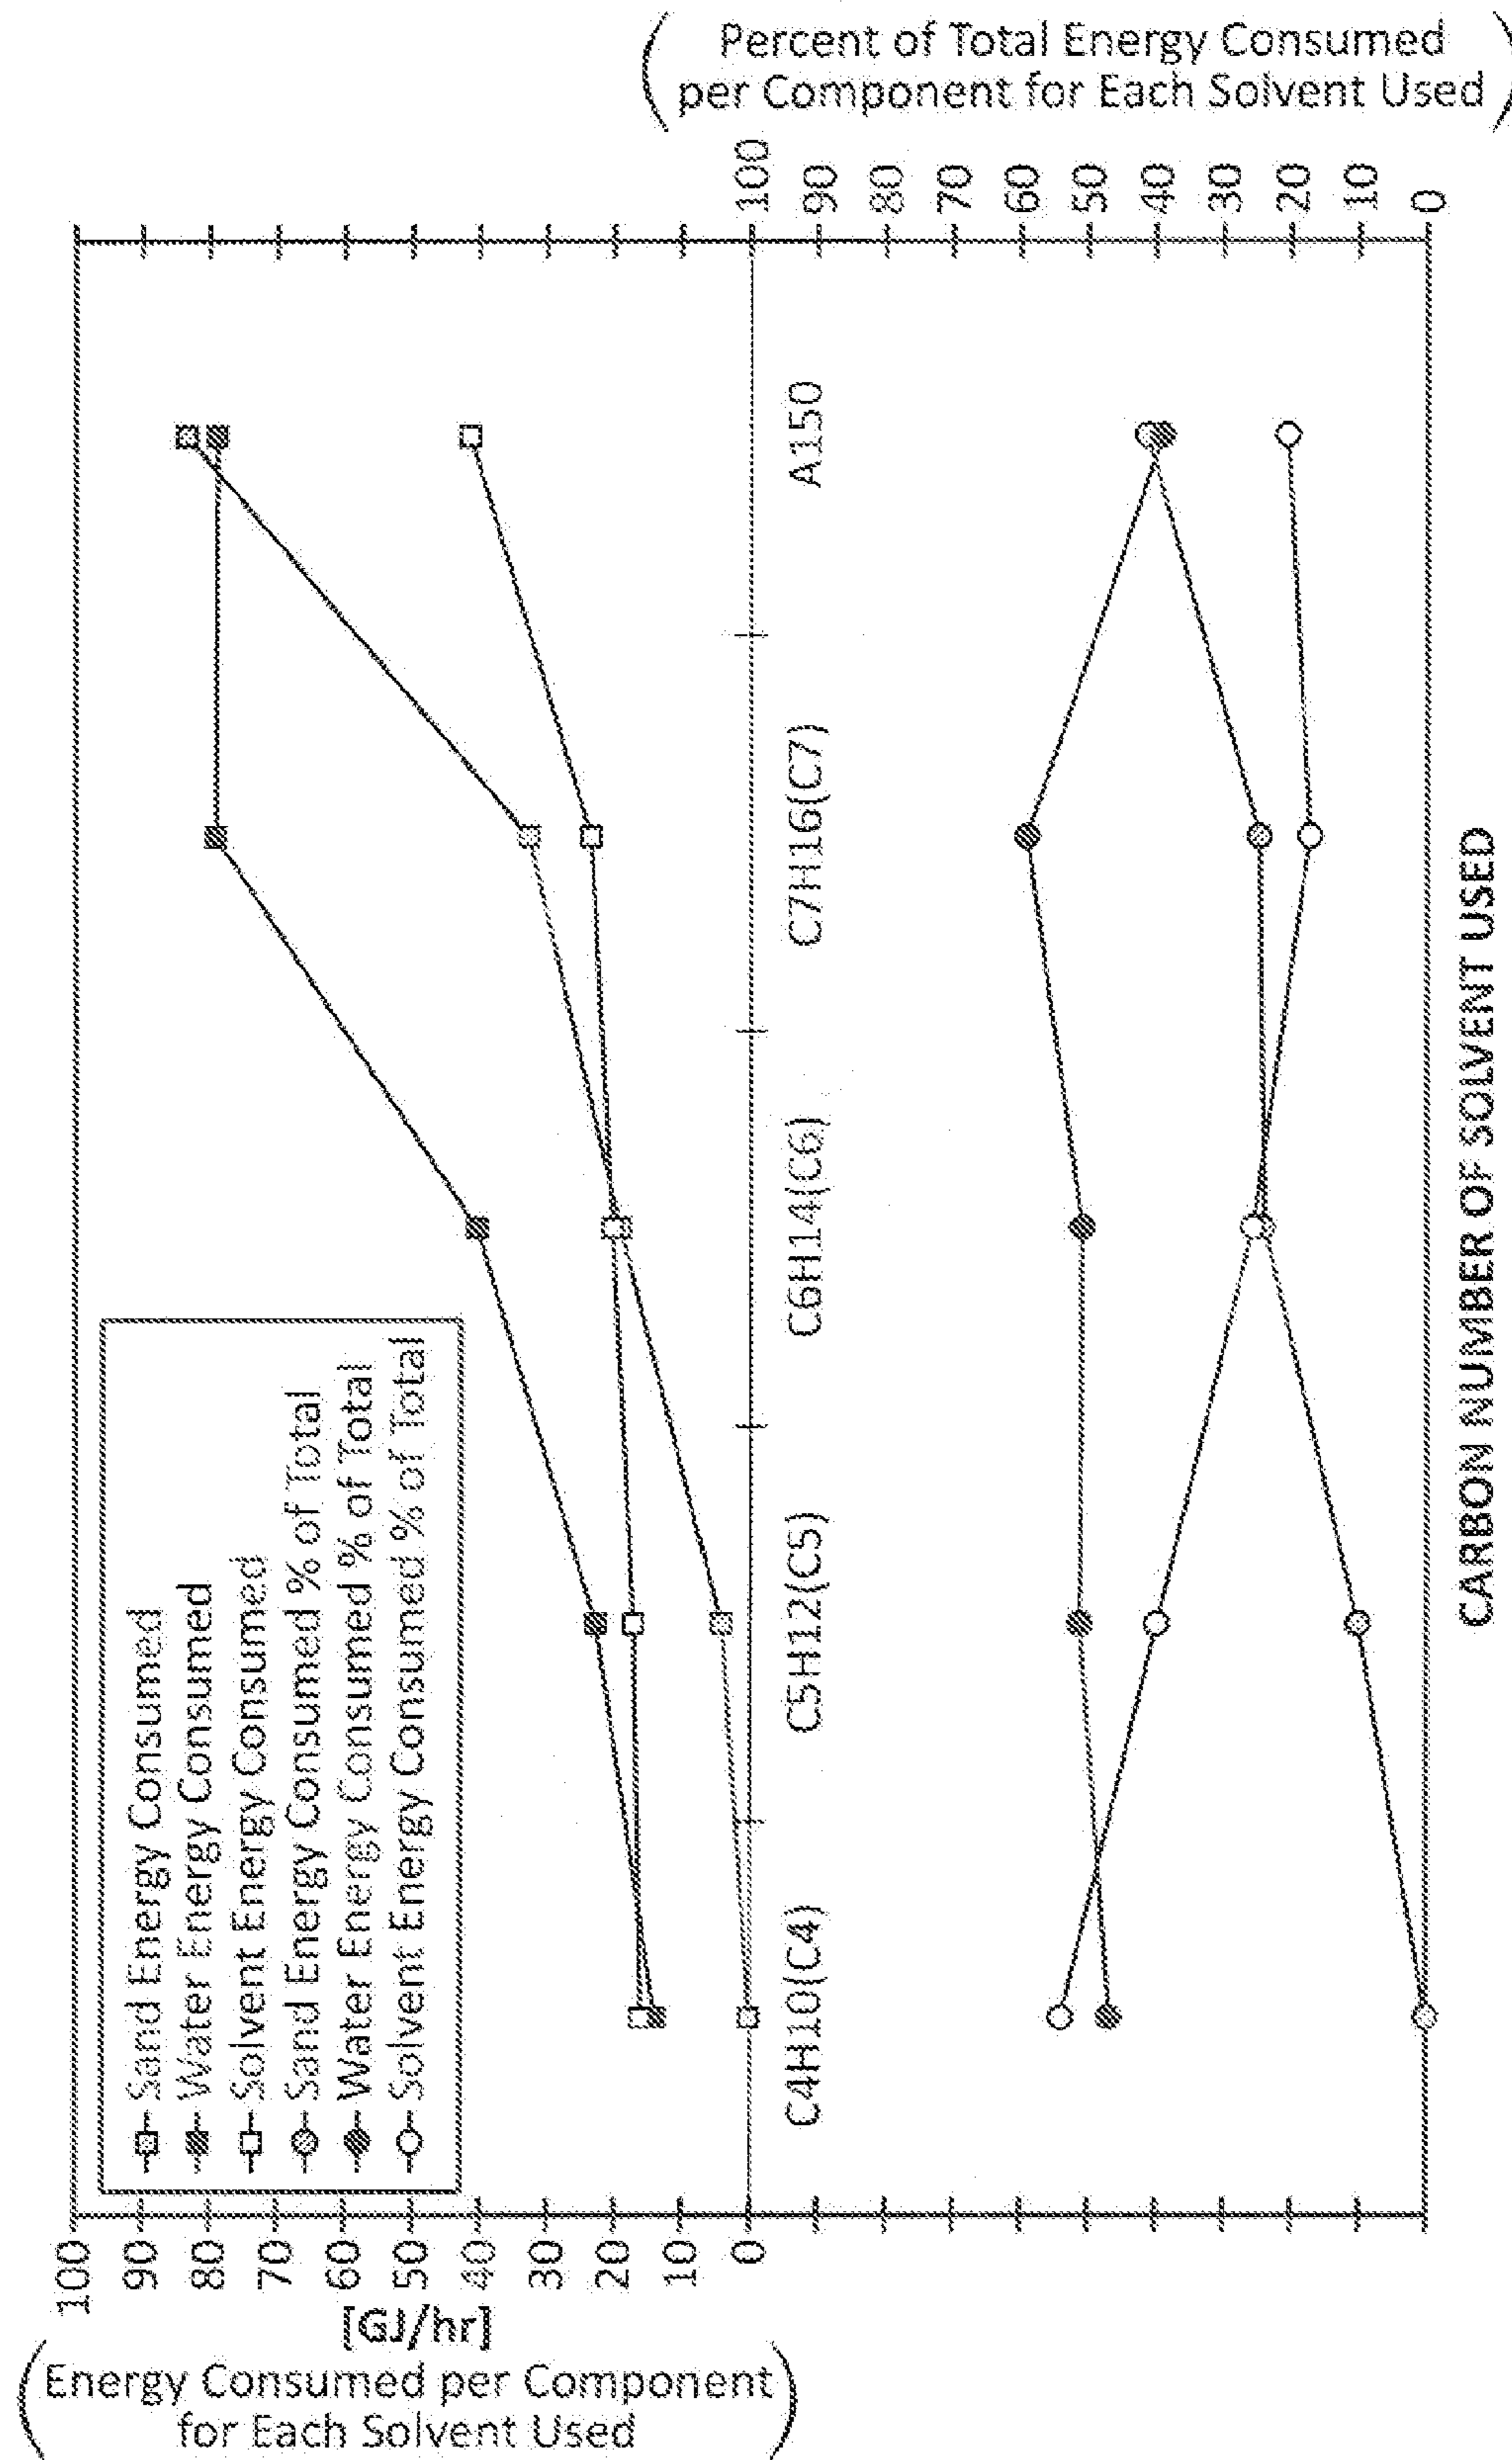 Sand Energy Consumed
Water Energy Consumed
Solvent Energy Consumed
Sand Energy Consumed % of Total
Water Energy Consumed % of Total
Solvent Energy Consumed % of Total
(Energy Consumed per Component
for Each Solvent Used)
[GJ/hr]
100
90
80
70
60
50
40
30
20
10
0
C4H10(C4)
C5H12(C5)
C6H14(C6)
C7H16(C7)
A150
100
90
80
70
60
50
40
30
20
10
0
(Percent of Total Energy Consumed
per Component for Each Solvent Used)
CARBON NUMBER OF SOLVENT USED